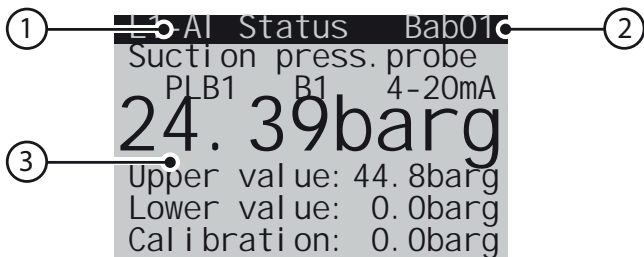 1 L1-AI Status Bab01 2
Suction press.probe
PLB1 B1 4-20mA
24.39barg
3
Upper value: 44.8barg
Lower value: 0.0barg
Calibration: 0.0barg